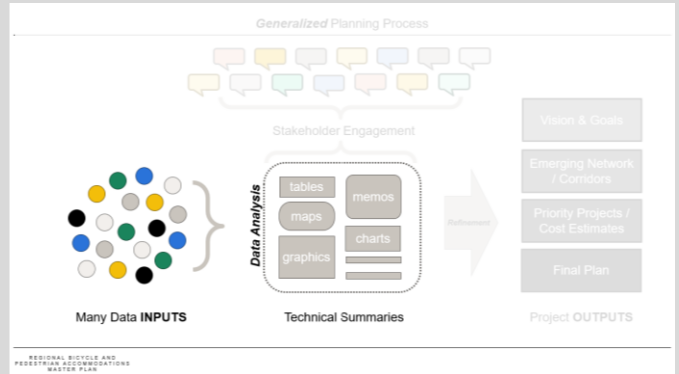 Generalized Planning Process
Stakeholder Engagement
Data Analysis
tables
maps
graphics
memos
charts
Refinement
Vision & Goals
Emerging Network
/ Corridors
Priority Projects /
Cost Estimates
Final Plan
Many Data INPUTS
Technical Summaries
Project OUTPUTS
REGIONAL BICYCLE AND
PEDESTRIAN ACCOMMODATIONS
MASTER PLAN